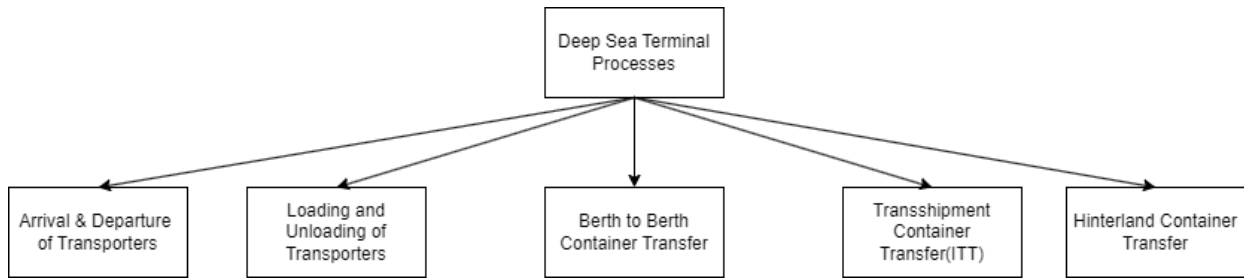 Deep Sea Terminal
Processes
Arrival & Departure
of Transporters
Loading and
Unloading of
Transporters
Berth to Berth
Container Transfer
Transshipment
Container
Transfer(ITT)
Hinterland Container
Transfer